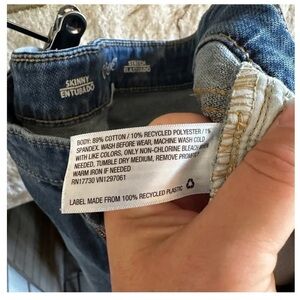 SKINNY
ENTUBADO
STRETCH
ELASTIZADO
BODY: 89% COTTON / 10% RECYCLED POLYESTER / 1%
SPANDEX. WASH BEFORE WEAR, MACHINE WASH COLD
WITH LIKE COLORS, ONLY NON-CHLORINE BLEACH WHEN
NEEDED, TUMBLE DRY MEDIUM, REMOVE PROMPTLY
WARM IRON IF NEEDED
RN17730 VN1297061
LABEL MADE FROM 100% RECYCLED PLASTIC